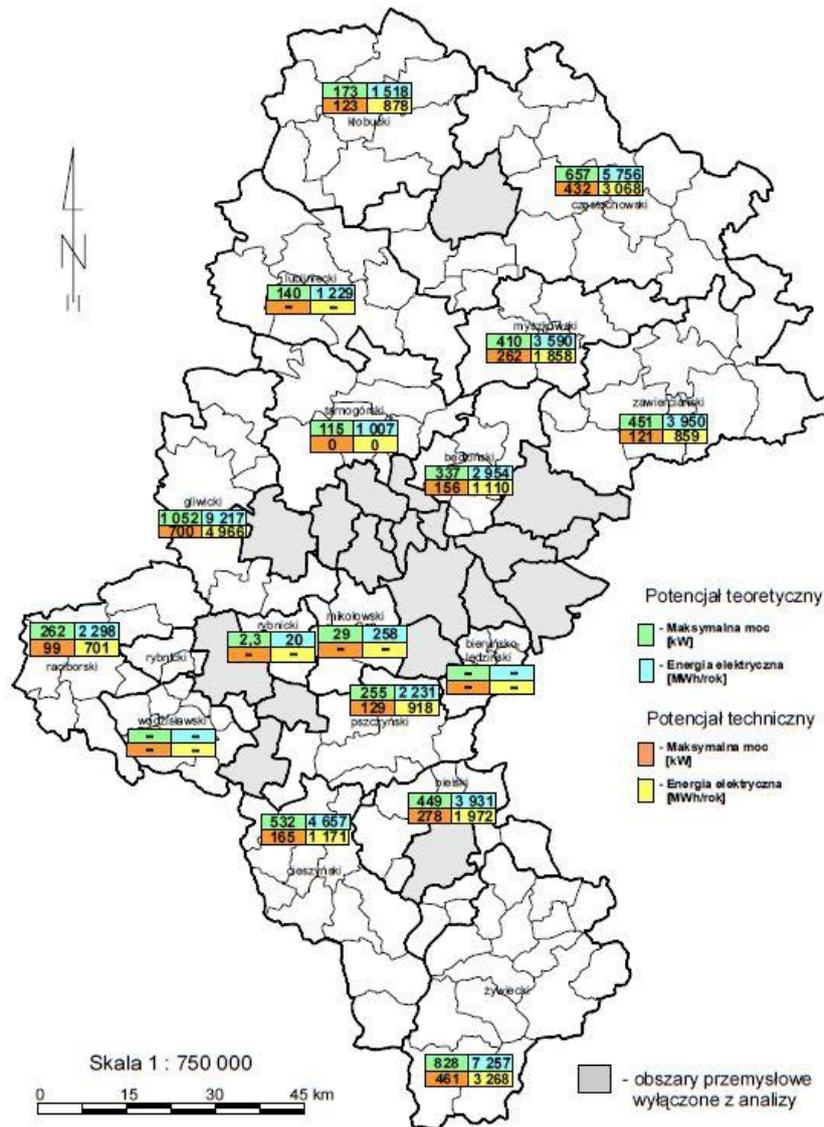 173 1 518
123 878
kłobucki
657 5 756
432 3 068
częstochowski
N
lubliniecki
140 1 229
- -
myszkowski
410 3 590
262 1 858
zawierciański
451 3 950
121 859
tarnogórski
115 1 007
0 0
będziński
337 2 954
156 1 110
gliwicki
1 052 9 217
700 4 966
Potencjał teoretyczny
- Maksymalna moc
[kW]
- Energia elektryczna
[MWh/rok]
Potencjał techniczny
- Maksymalna moc
[kW]
- Energia elektryczna
[MWh/rok]
262 2 298
99 701
raciborski
rybnicki
rybnicki
2,3 20
- -
mikołowski
29 258
- -
bieruńsko-
lędziński
- -
- -
255 2 231
129 918
pszczyński
wodzisławski
- -
- -
bielski
449 3 931
278 1 972
532 4 657
165 1 171
cieszyński
żywiecki
828 7 257
461 3 268
Skala 1 : 750 000
0 15 30 45 km
- obszary przemysłowe
wyłączone z analizy